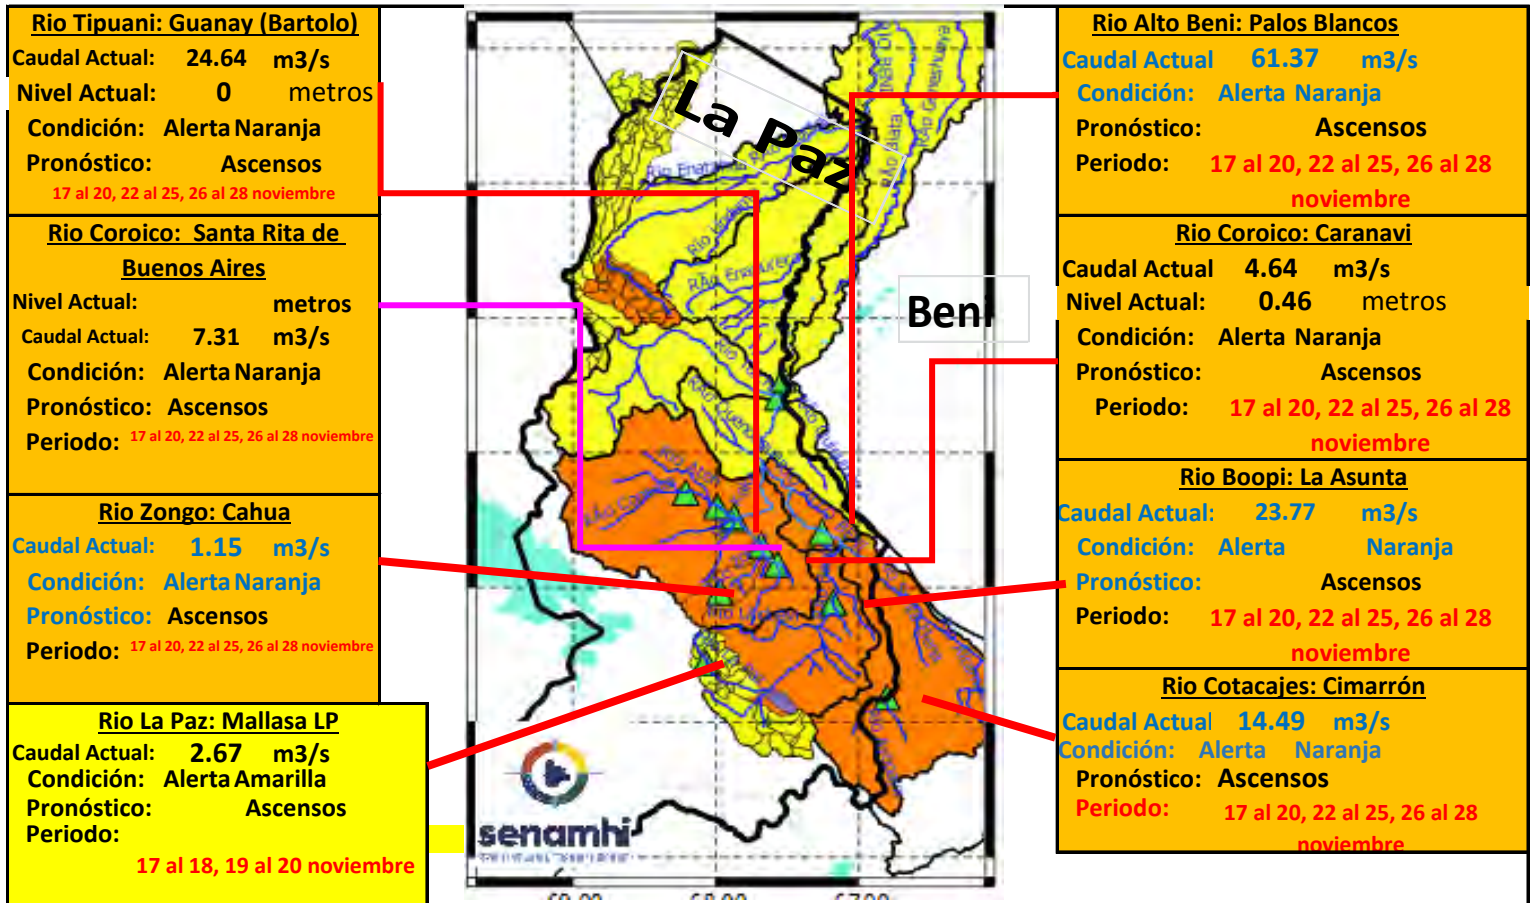 Rio Tipuani: Guanay (Bartolo)
Caudal Actual: 24.64 m3/s
Nivel Actual: 0 metros
Condición: Alerta Naranja
Pronóstico: Ascensos
17 al 20, 22 al 25, 26 al 28 noviembre
Rio Coroico: Santa Rita de
Buenos Aires
Nivel Actual: metros
Caudal Actual: 7.31 m3/s
Condición: Alerta Naranja
Pronóstico: Ascensos
Periodo: 17 al 20, 22 al 25, 26 al 28 noviembre
Rio Zongo: Cahua
Caudal Actual: 1.15 m3/s
Condición: Alerta Naranja
Pronóstico: Ascensos
Periodo: 17 al 20, 22 al 25, 26 al 28 noviembre
Rio La Paz: Mallasa LP
Caudal Actual: 2.67 m3/s
Condición: Alerta Amarilla
Pronóstico: Ascensos
Periodo:
17 al 18, 19 al 20 noviembre
La Paz
Beni
senamhi
Rio Alto Beni: Palos Blancos
Caudal Actual 61.37 m3/s
Condición: Alerta Naranja
Pronóstico: Ascensos
Periodo: 17 al 20, 22 al 25, 26 al 28
noviembre
Rio Coroico: Caranavi
Caudal Actual 4.64 m3/s
Nivel Actual: 0.46 metros
Condición: Alerta Naranja
Pronóstico: Ascensos
Periodo: 17 al 20, 22 al 25, 26 al 28
noviembre
Rio Boopi: La Asunta
Caudal Actual: 23.77 m3/s
Condición: Alerta Naranja
Pronóstico: Ascensos
Periodo: 17 al 20, 22 al 25, 26 al 28
noviembre
Rio Cotacajes: Cimarrón
Caudal Actual 14.49 m3/s
Condición: Alerta Naranja
Pronóstico: Ascensos
Periodo: 17 al 20, 22 al 25, 26 al 28
noviembre